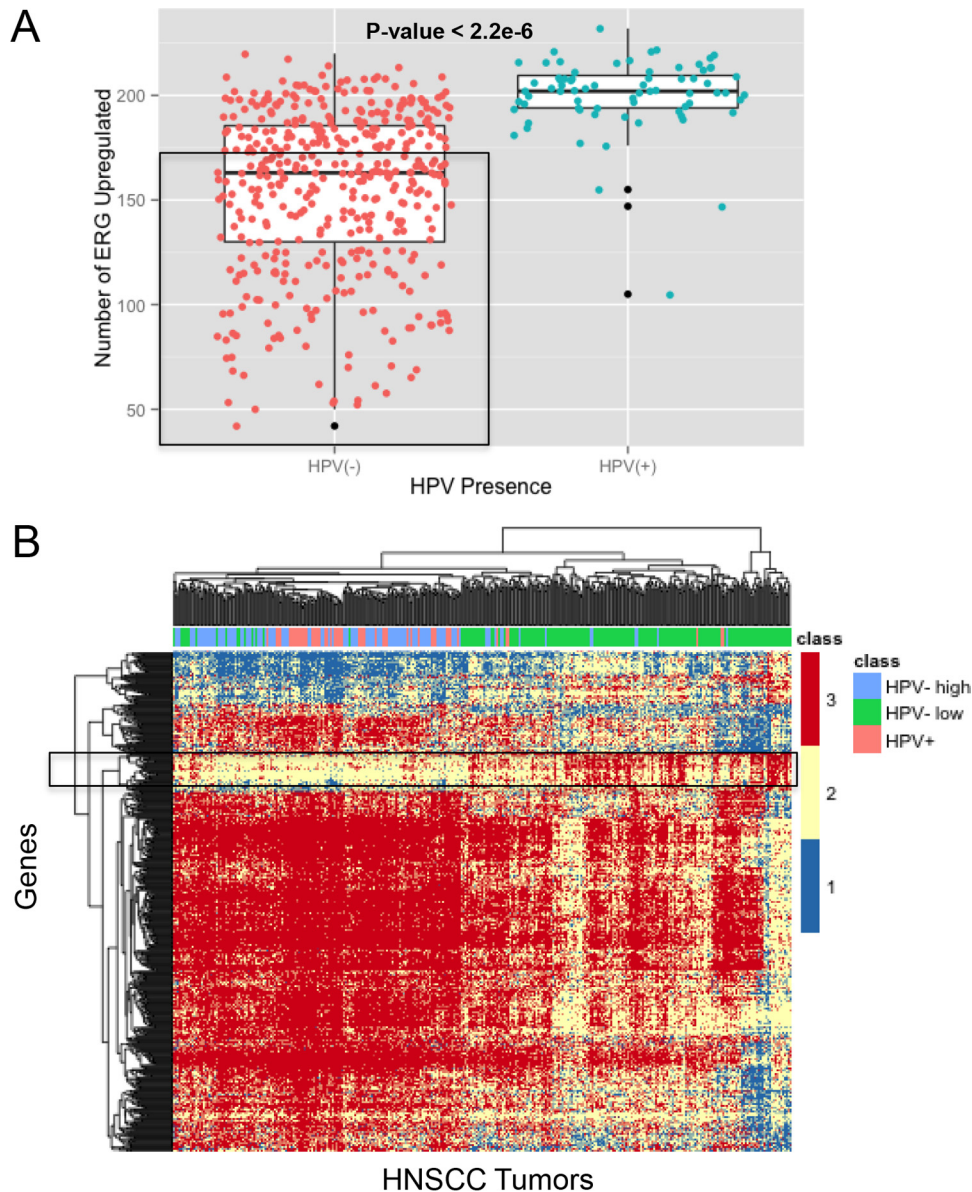 A
P-value < 2.2e-6
Number of ERG Upregulated
200
150
100
50
HPV(-)
HPV(+)
HPV Presence
B
class
3
2
1
class
HPV- high
HPV- low
HPV+
Genes
HNSCC Tumors